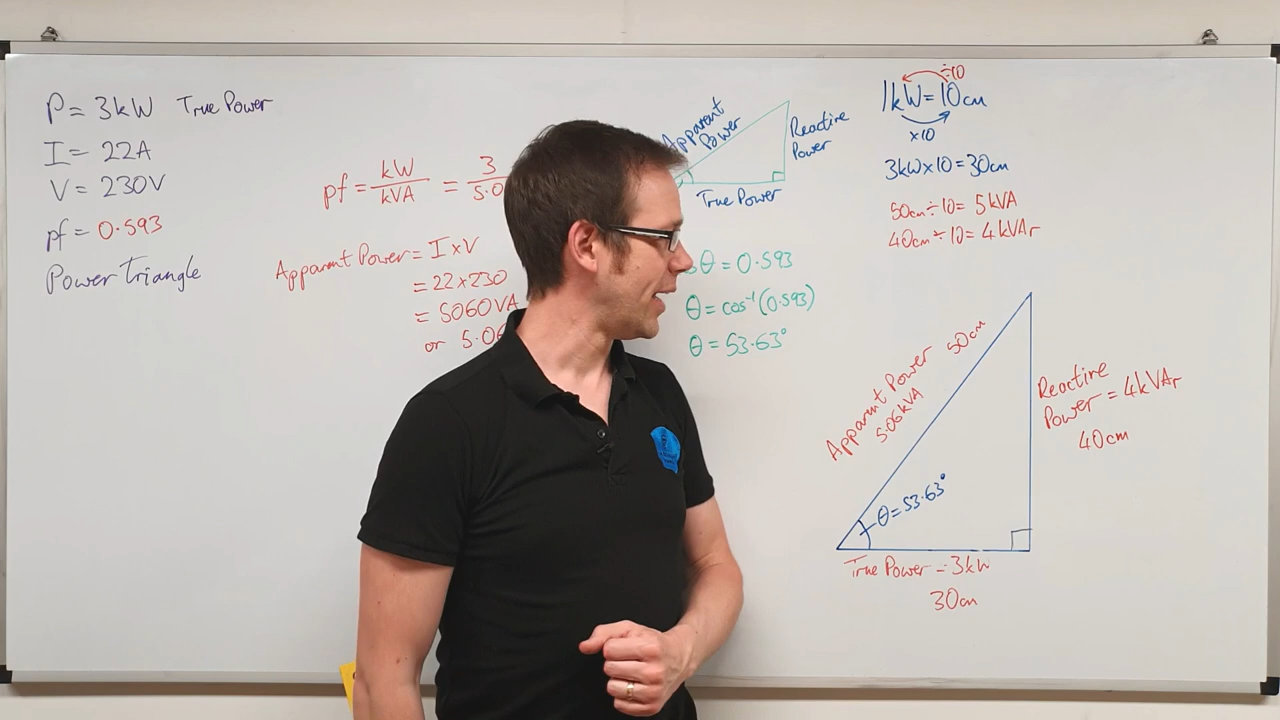 P = 3kW True Power
I = 22A
V = 230V
pf = 0.593
Power Triangle
pf = kW/kVA = 3/5.0
Apparent Power = I x V
= 22 x 230
= 5060VA
or 5.06
Apparent
Power
Reactive
Power
True Power
θ = 0.593
θ = cos⁻¹(0.593)
θ = 53.63°
÷10
1kW = 10cm
x10
3kW x 10 = 30cm
50cm ÷ 10 = 5kVA
40cm ÷ 10 = 4kVAr
Apparent Power 50cm
5.06kVA
Reactive
Power = 4kVAr
40cm
θ = 53.63°
True Power - 3kW
30cm